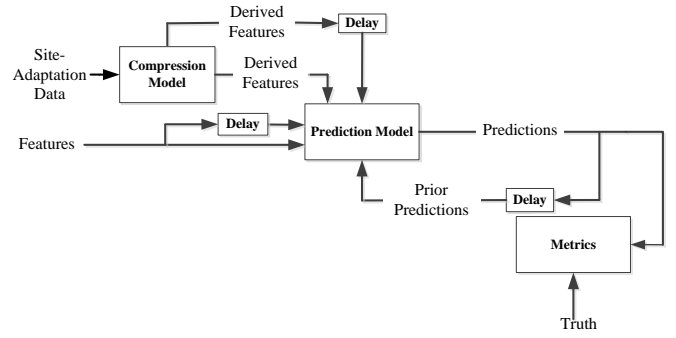 Derived
Features
Delay
Site-
Adaptation
Data
Compression
Model
Derived
Features
Delay
Features
Prediction Model
Predictions
Prior
Predictions
Delay
Metrics
Truth